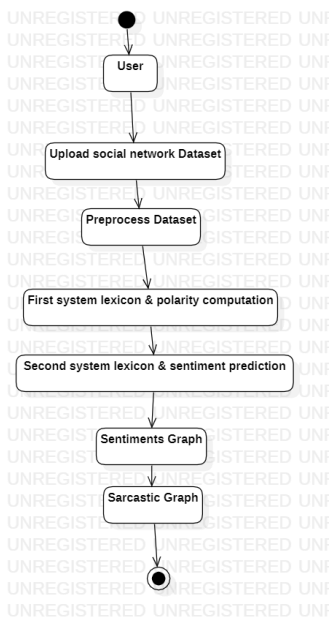 User
Upload social network Dataset
Preprocess Dataset
First system lexicon & polarity computation
Second system lexicon & sentiment prediction
Sentiments Graph
Sarcastic Graph
UNREGISTERED